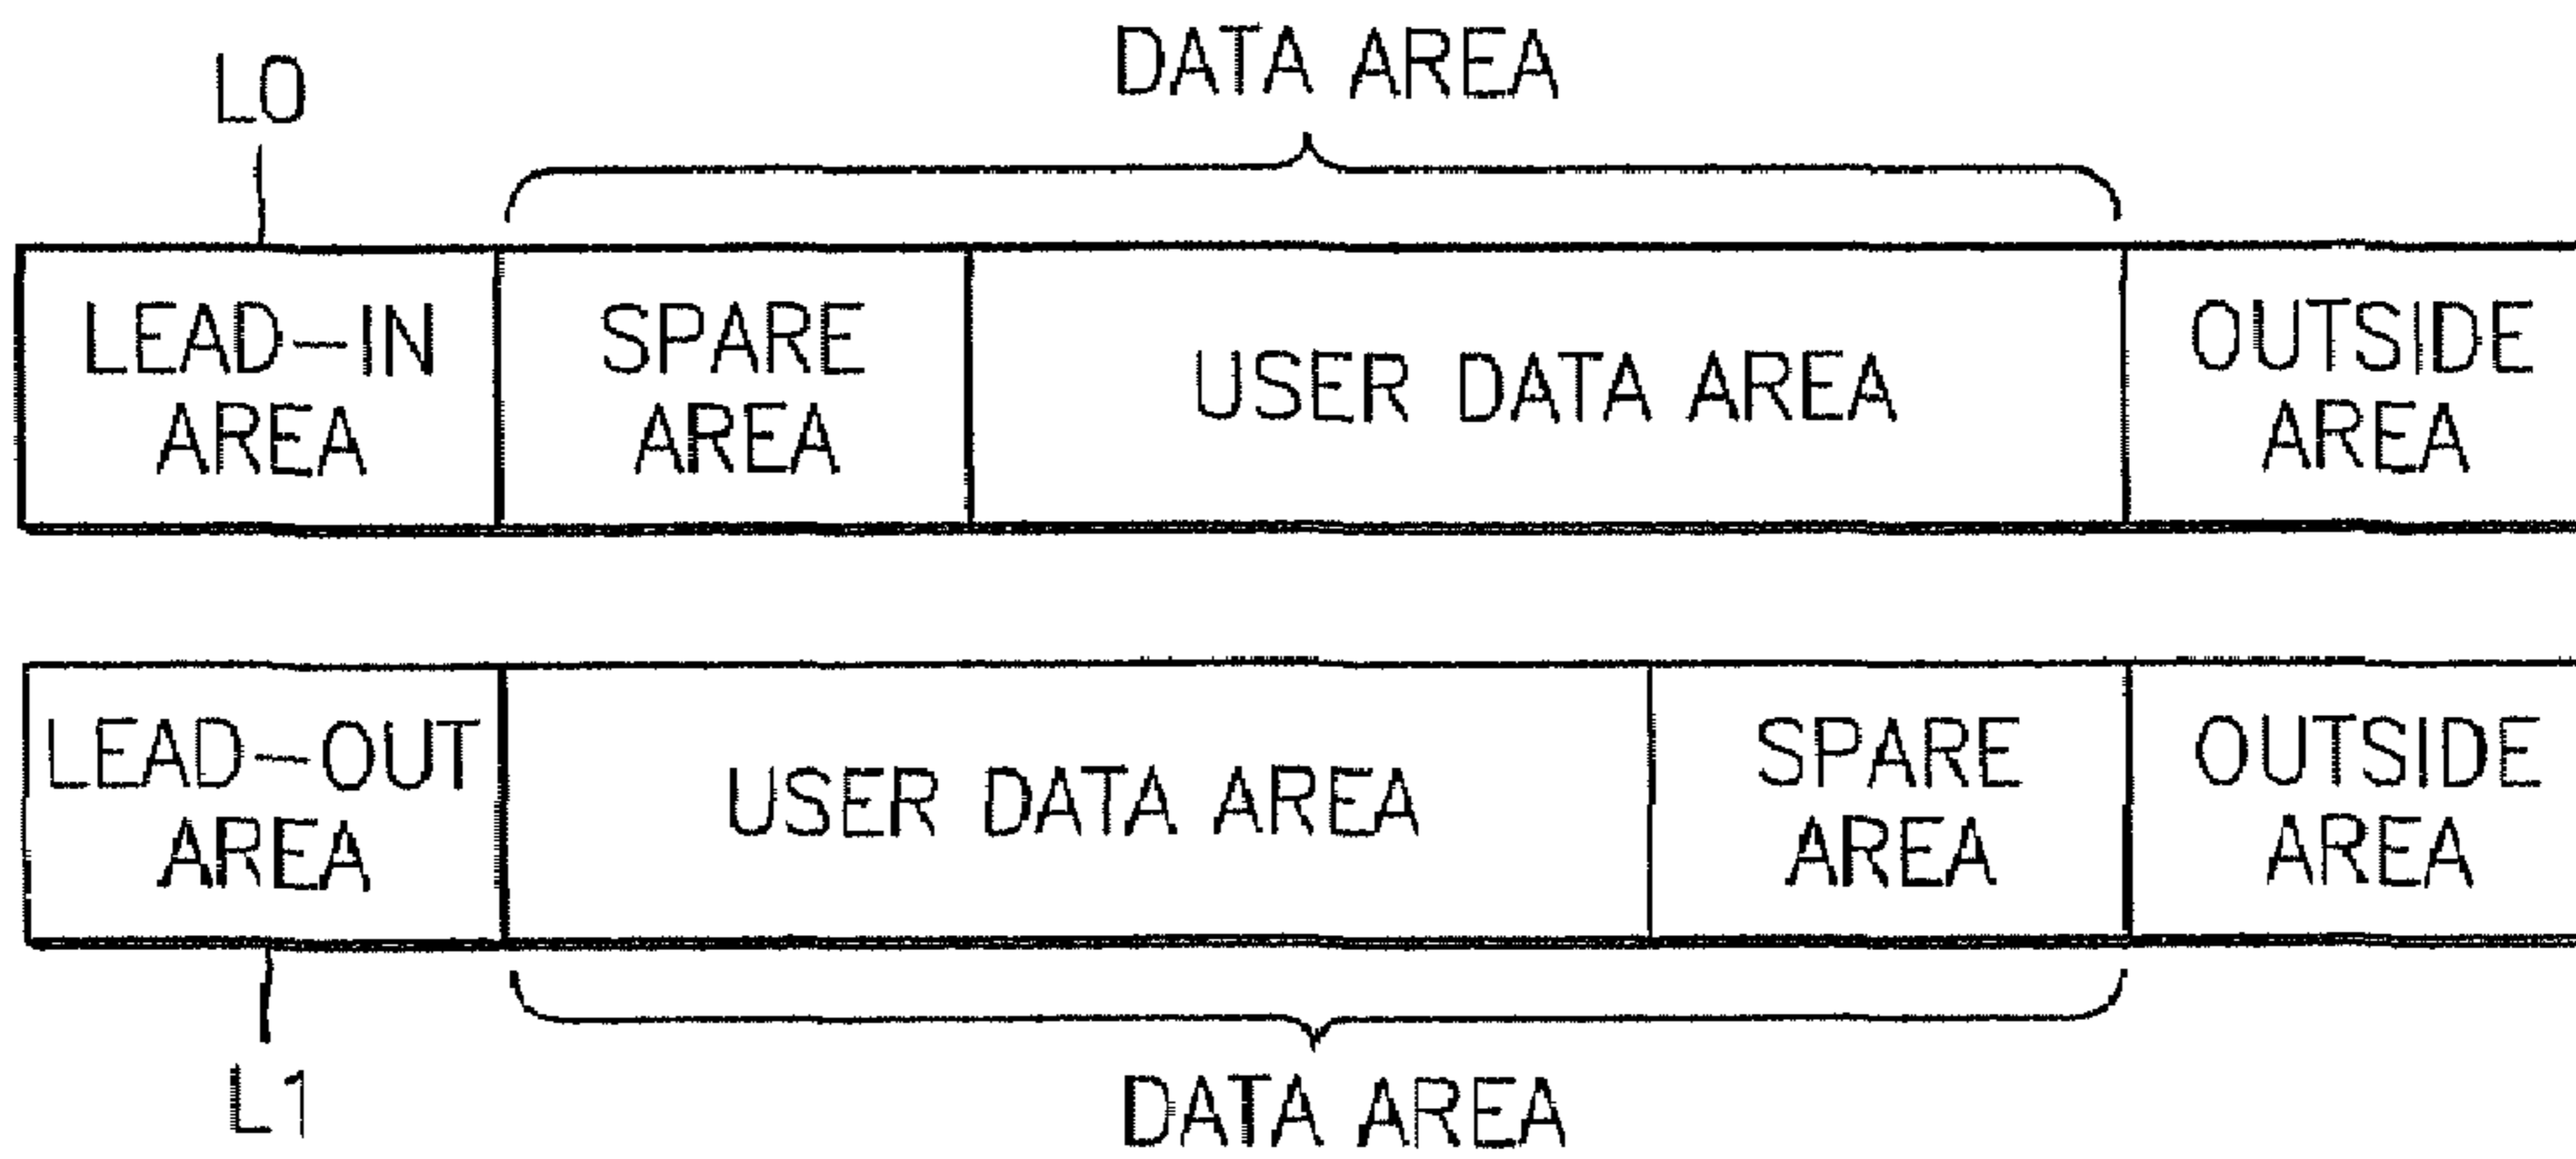 DATA AREA
L0
LEAD-IN
AREA
SPARE
AREA
USER DATA AREA
OUTSIDE
AREA
LEAD-OUT
AREA
USER DATA AREA
SPARE
AREA
OUTSIDE
AREA
L1
DATA AREA